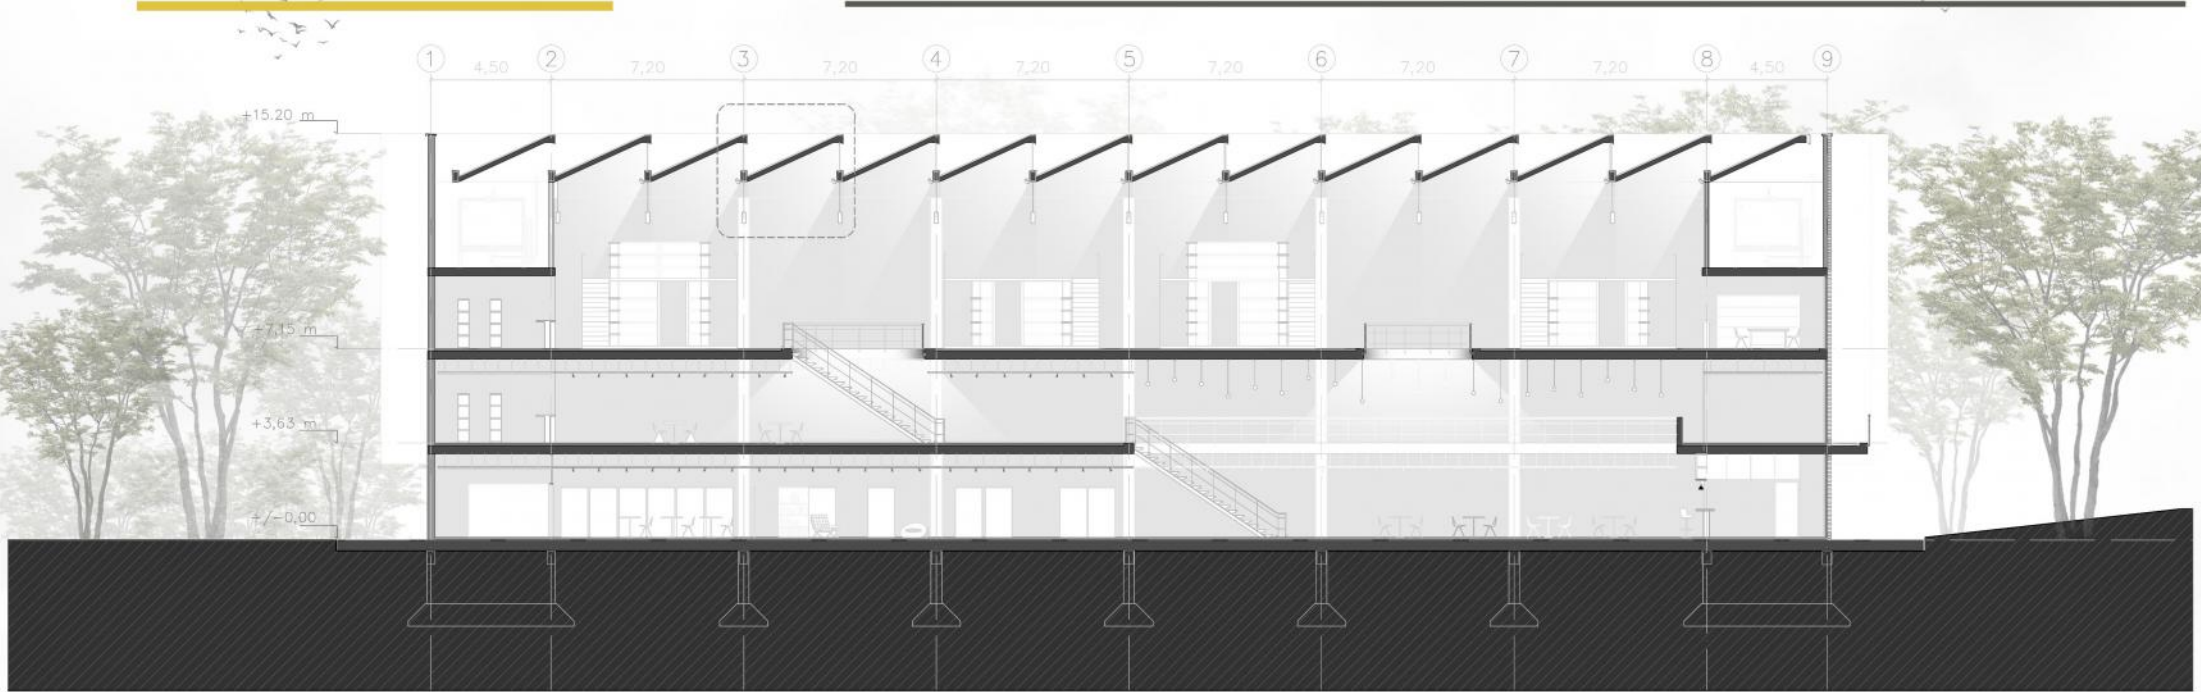 1 2 3 4 5 6 7 8 9
4,50 7,20 7,20 7,20 7,20 7,20 7,20 4,50
+15.20 m
+7,15 m
+3,63 m
+/-0,00